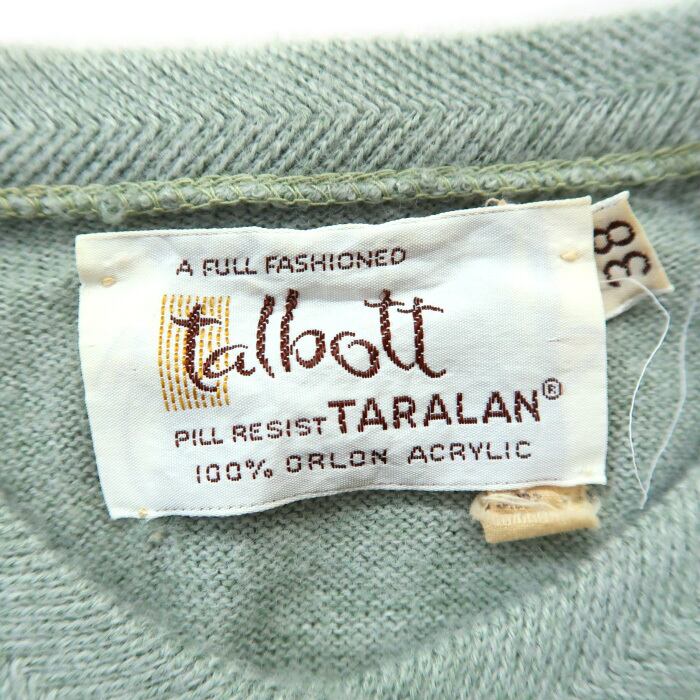 A FULL FASHIONED
talbott
PILL RESIST TARALAN®
100% ORLON ACRYLIC
38